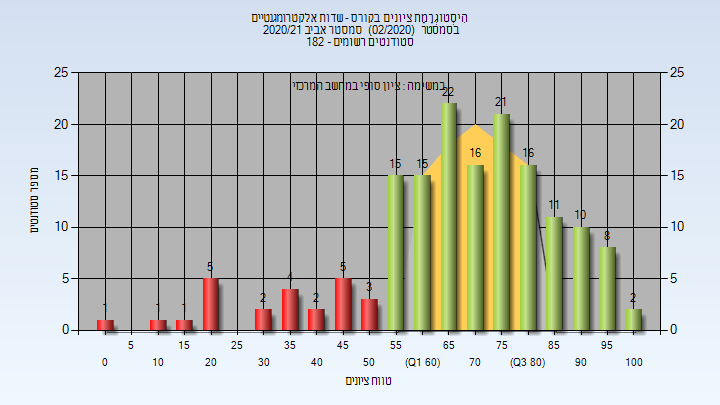 היסטוגרמת ציונים בקורס - שדות אלקטרומגנטיים
בסמסטר (02/2020) סמסטר אביב 2020/21
סטודנטים רשומים - 182
במשימה : ציון סופי במחשב המרכזי
מספר סטודנטים
25 25
20 20
15 15
10 10
5 5
0 0
1 1 1 5 2 4 2 5 3 15 15 22 16 21 16 11 10 8 2
5 15 25 35 45 55 65 75 85 95
0 10 20 30 40 50 (Q1 60) 70 (Q3 80) 90 100
טווח ציונים